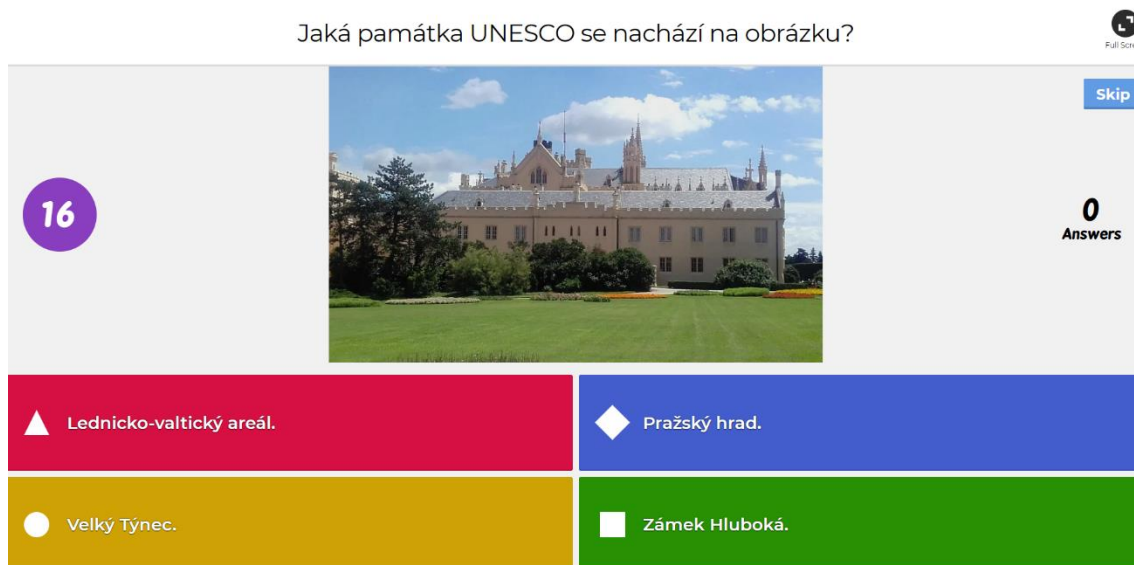 Jaká památka UNESCO se nachází na obrázku?
Full
Skip
16
0
Answers
Lednicko-valtický areál.
Pražský hrad.
Velký Týnec.
Zámek Hluboká.